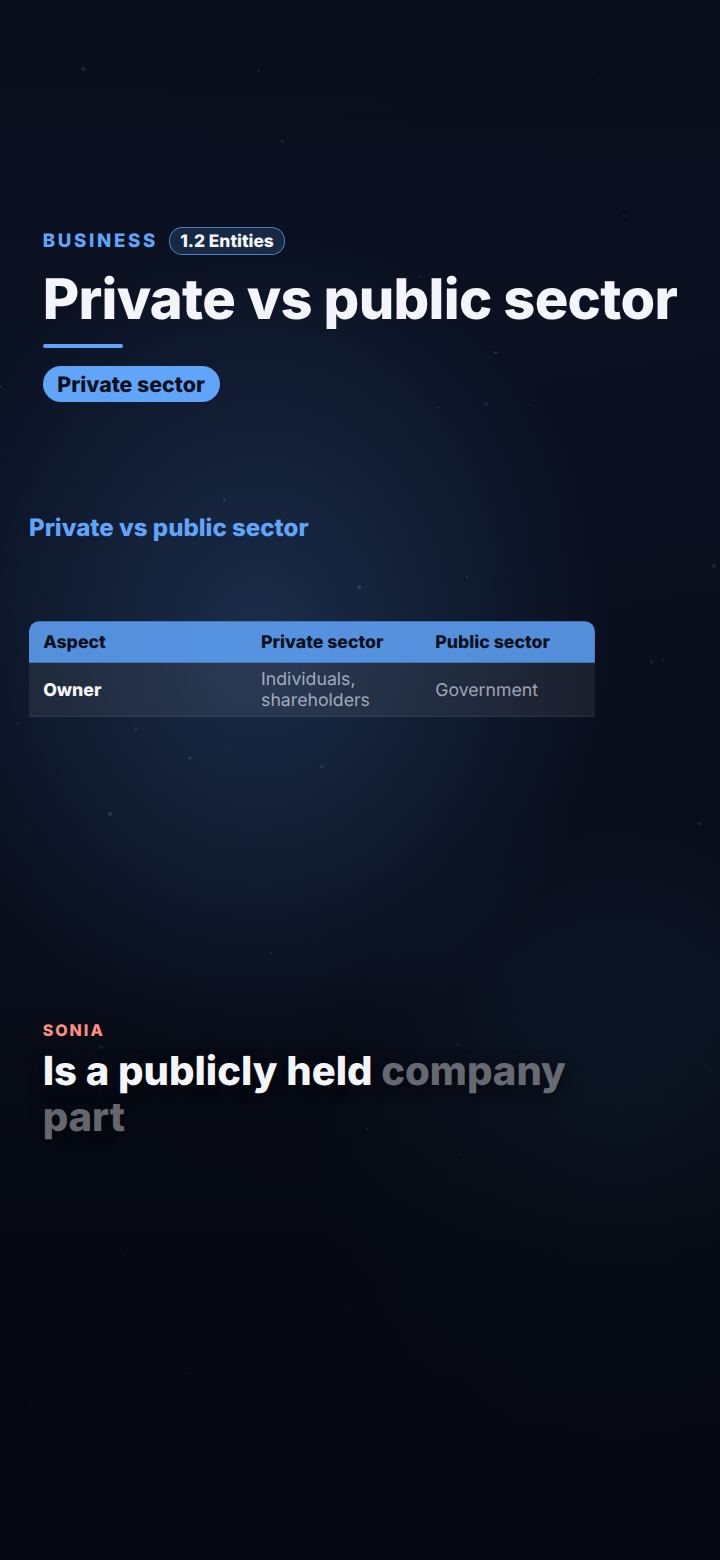 BUSINESS 1.2 Entities
Private vs public sector
Private sector
Private vs public sector
Aspect Private sector Public sector
Owner Individuals, shareholders Government
SONIA
Is a publicly held company
part